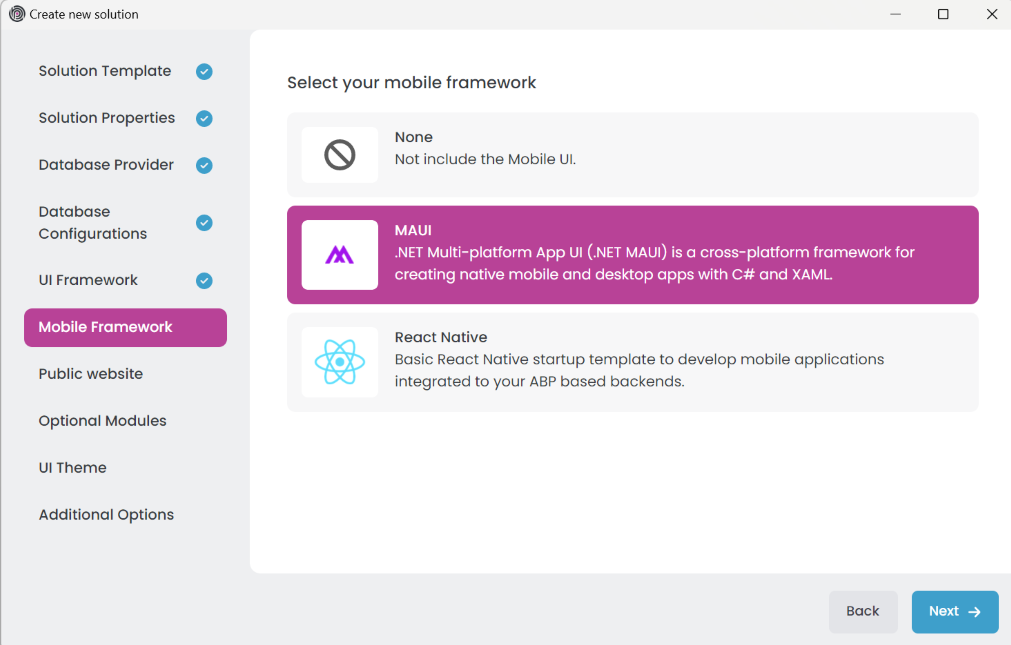 Create new solution
Solution Template
Solution Properties
Database Provider
Database
Configurations
UI Framework
Mobile Framework
Public website
Optional Modules
UI Theme
Additional Options
Select your mobile framework
None
Not include the Mobile UI.
MAUI
.NET Multi-platform App UI (.NET MAUI) is a cross-platform framework for
creating native mobile and desktop apps with C# and XAML.
React Native
Basic React Native startup template to develop mobile applications
integrated to your ABP based backends.
Back
Next